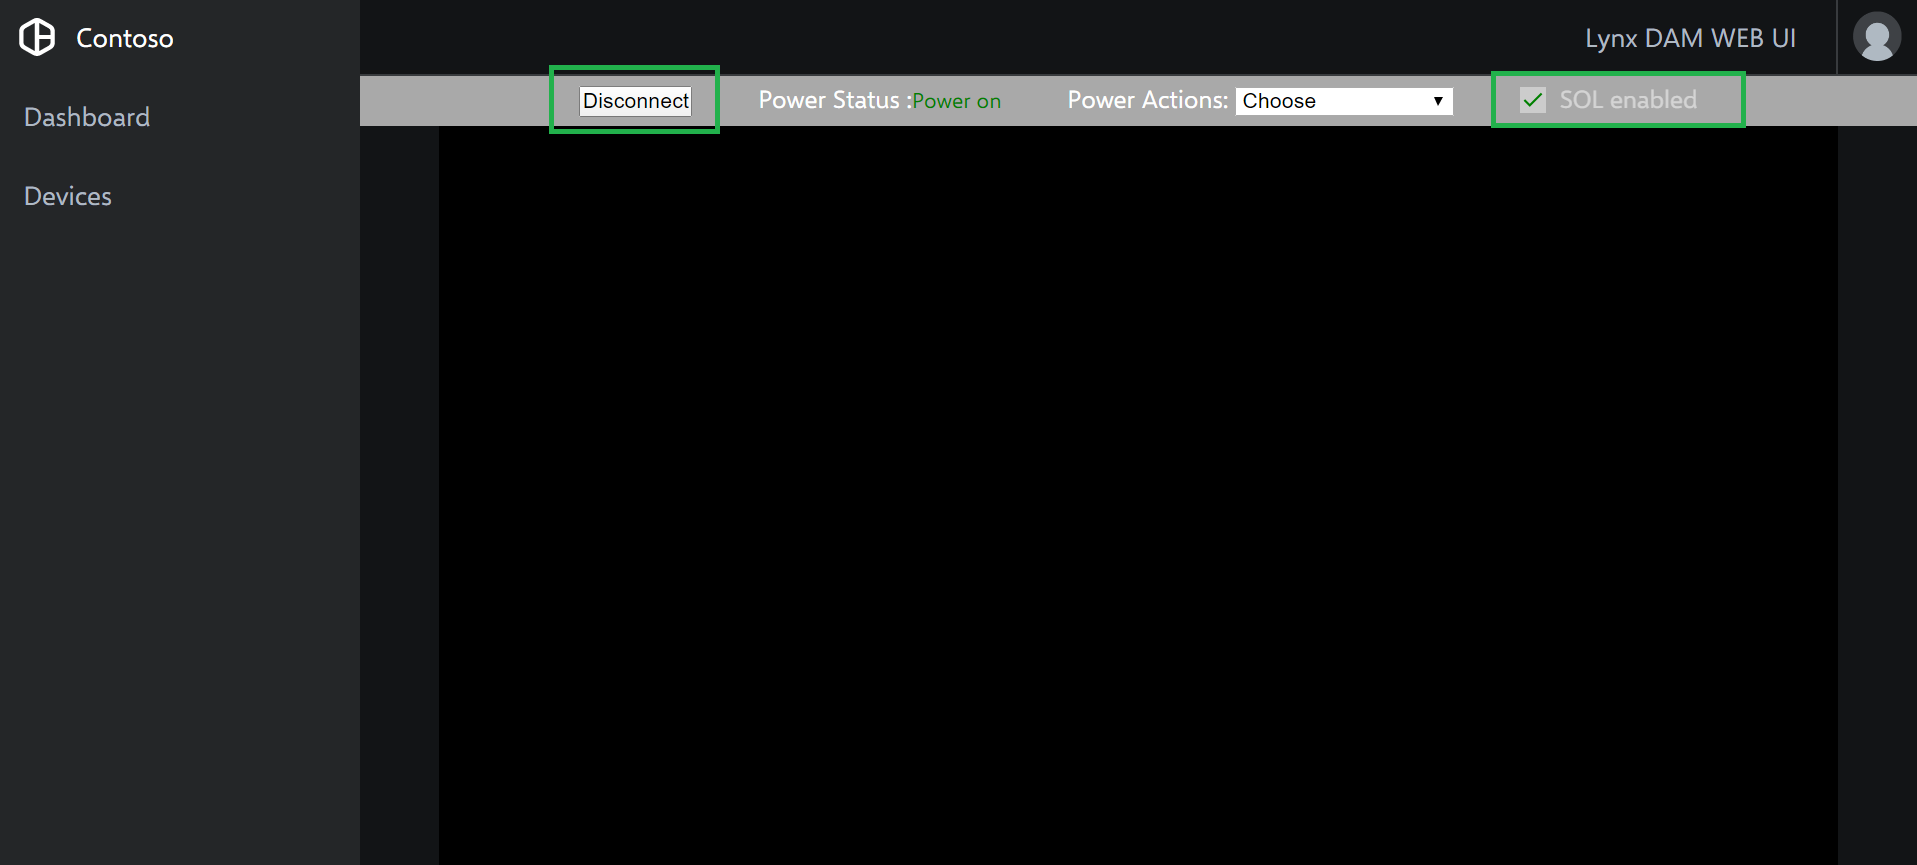 Contoso
Lynx DAM WEB UI
Disconnect Power Status :Power on Power Actions: Choose SOL enabled
Dashboard
Devices